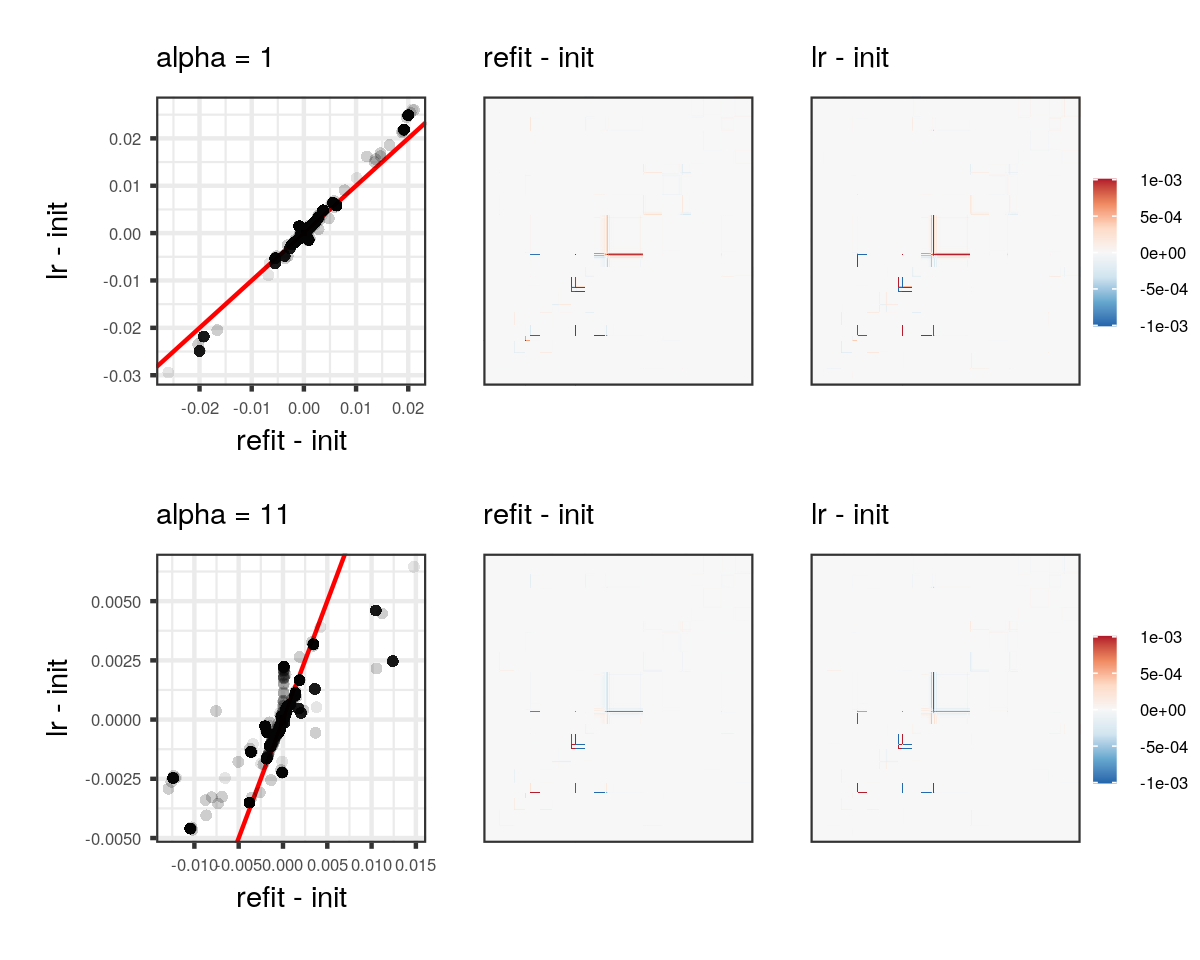 alpha = 1
refit - init
lr - init
0.02
0.01
0.00
-0.01
-0.02
-0.03
lr - init
-0.02 -0.01 0.00 0.01 0.02
refit - init
1e-03
5e-04
0e+00
-5e-04
-1e-03
alpha = 11
refit - init
lr - init
0.0050
0.0025
0.0000
-0.0025
-0.0050
lr - init
-0.010 -0.005 0.000 0.005 0.010 0.015
refit - init
1e-03
5e-04
0e+00
-5e-04
-1e-03